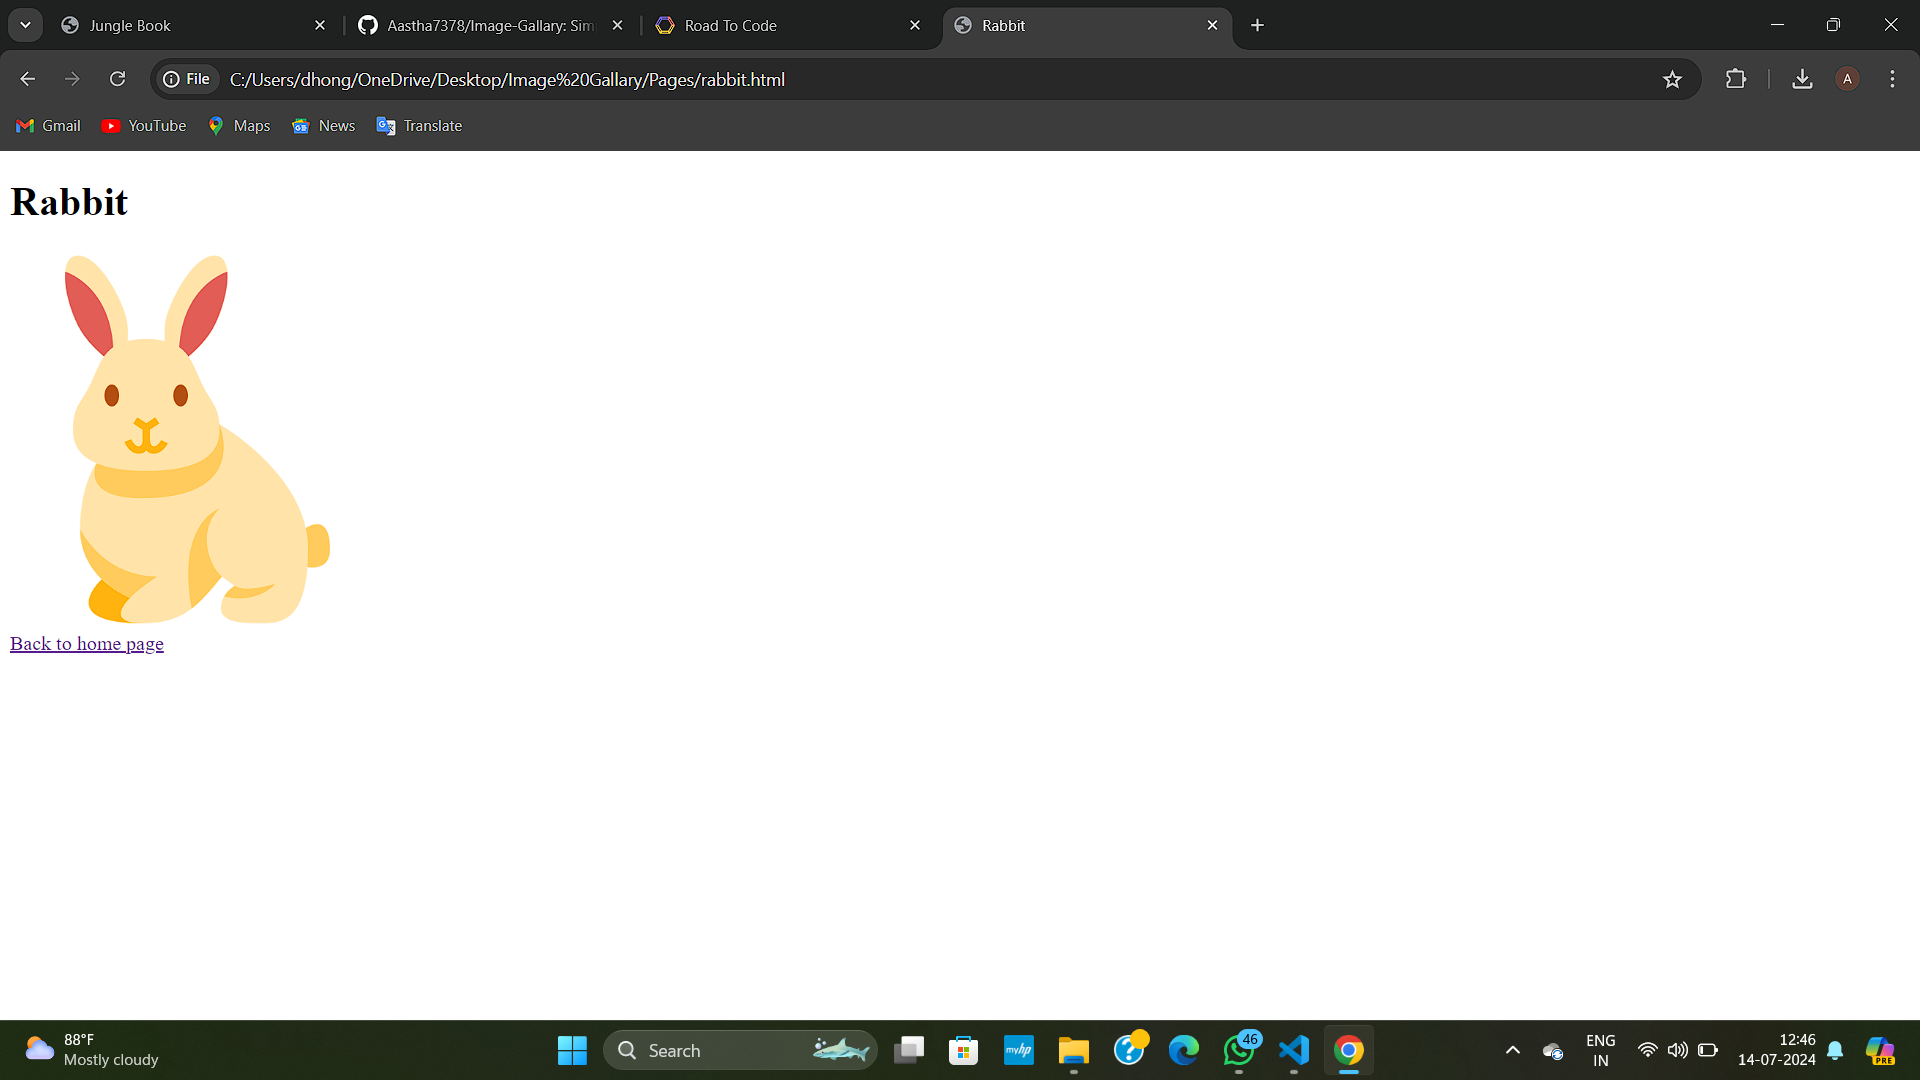 Jungle Book
Aastha7378/Image-Gallary: Sim
Road To Code
Rabbit
File
C:/Users/dhong/OneDrive/Desktop/Image%20Gallary/Pages/rabbit.html
A
Gmail
YouTube
Maps
News
Translate
Rabbit
Back to home page
88°F
Mostly cloudy
Search
myhp
46
ENG
IN
12:46
14-07-2024
PRE